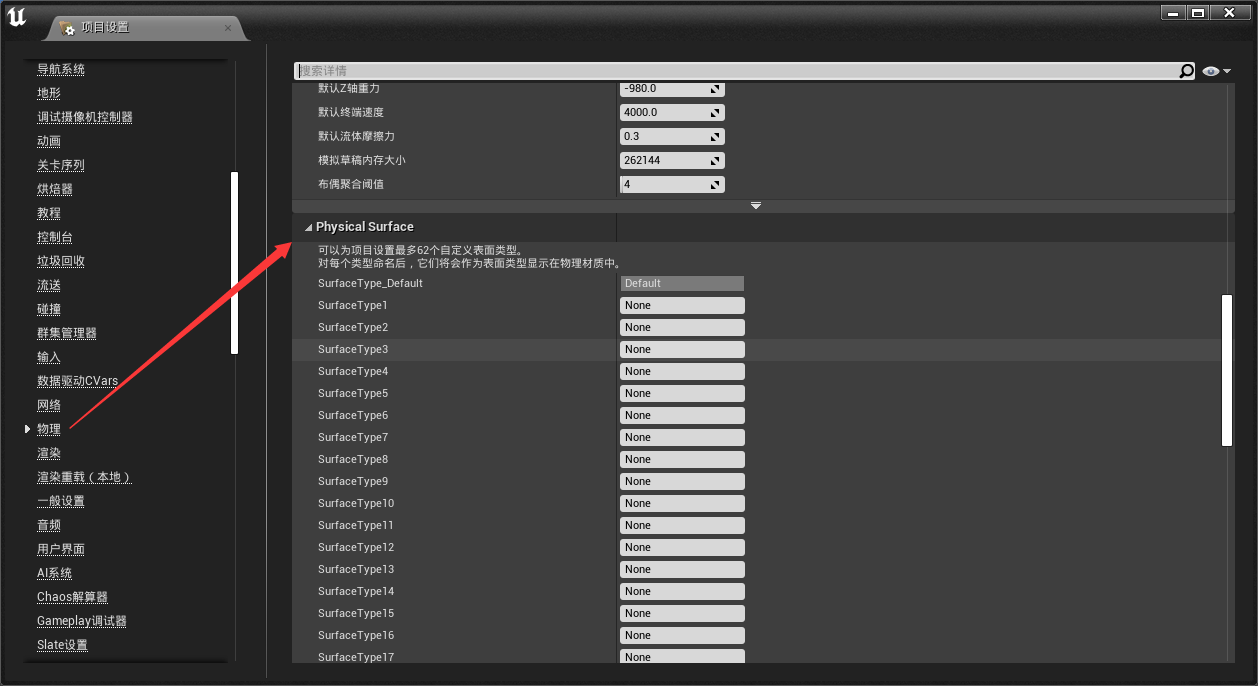 项目设置
导航系统
地形
调试摄像机控制器
动画
关卡序列
烘焙器
教程
控制台
垃圾回收
流送
碰撞
群集管理器
输入
数据驱动CVars
网络
物理
渲染
渲染重载（本地）
一般设置
音频
用户界面
AI系统
Chaos解算器
Gameplay调试器
Slate设置
搜索详情
默认Z轴重力 -980.0
默认终端速度 4000.0
默认流体摩擦力 0.3
模拟草稿内存大小 262144
布偶聚合阈值 4
Physical Surface
可以为项目设置最多62个自定义表面类型。
对每个类型命名后，它们将会作为表面类型显示在物理材质中。
SurfaceType_Default Default
SurfaceType1 None
SurfaceType2 None
SurfaceType3 None
SurfaceType4 None
SurfaceType5 None
SurfaceType6 None
SurfaceType7 None
SurfaceType8 None
SurfaceType9 None
SurfaceType10 None
SurfaceType11 None
SurfaceType12 None
SurfaceType13 None
SurfaceType14 None
SurfaceType15 None
SurfaceType16 None
SurfaceType17 None